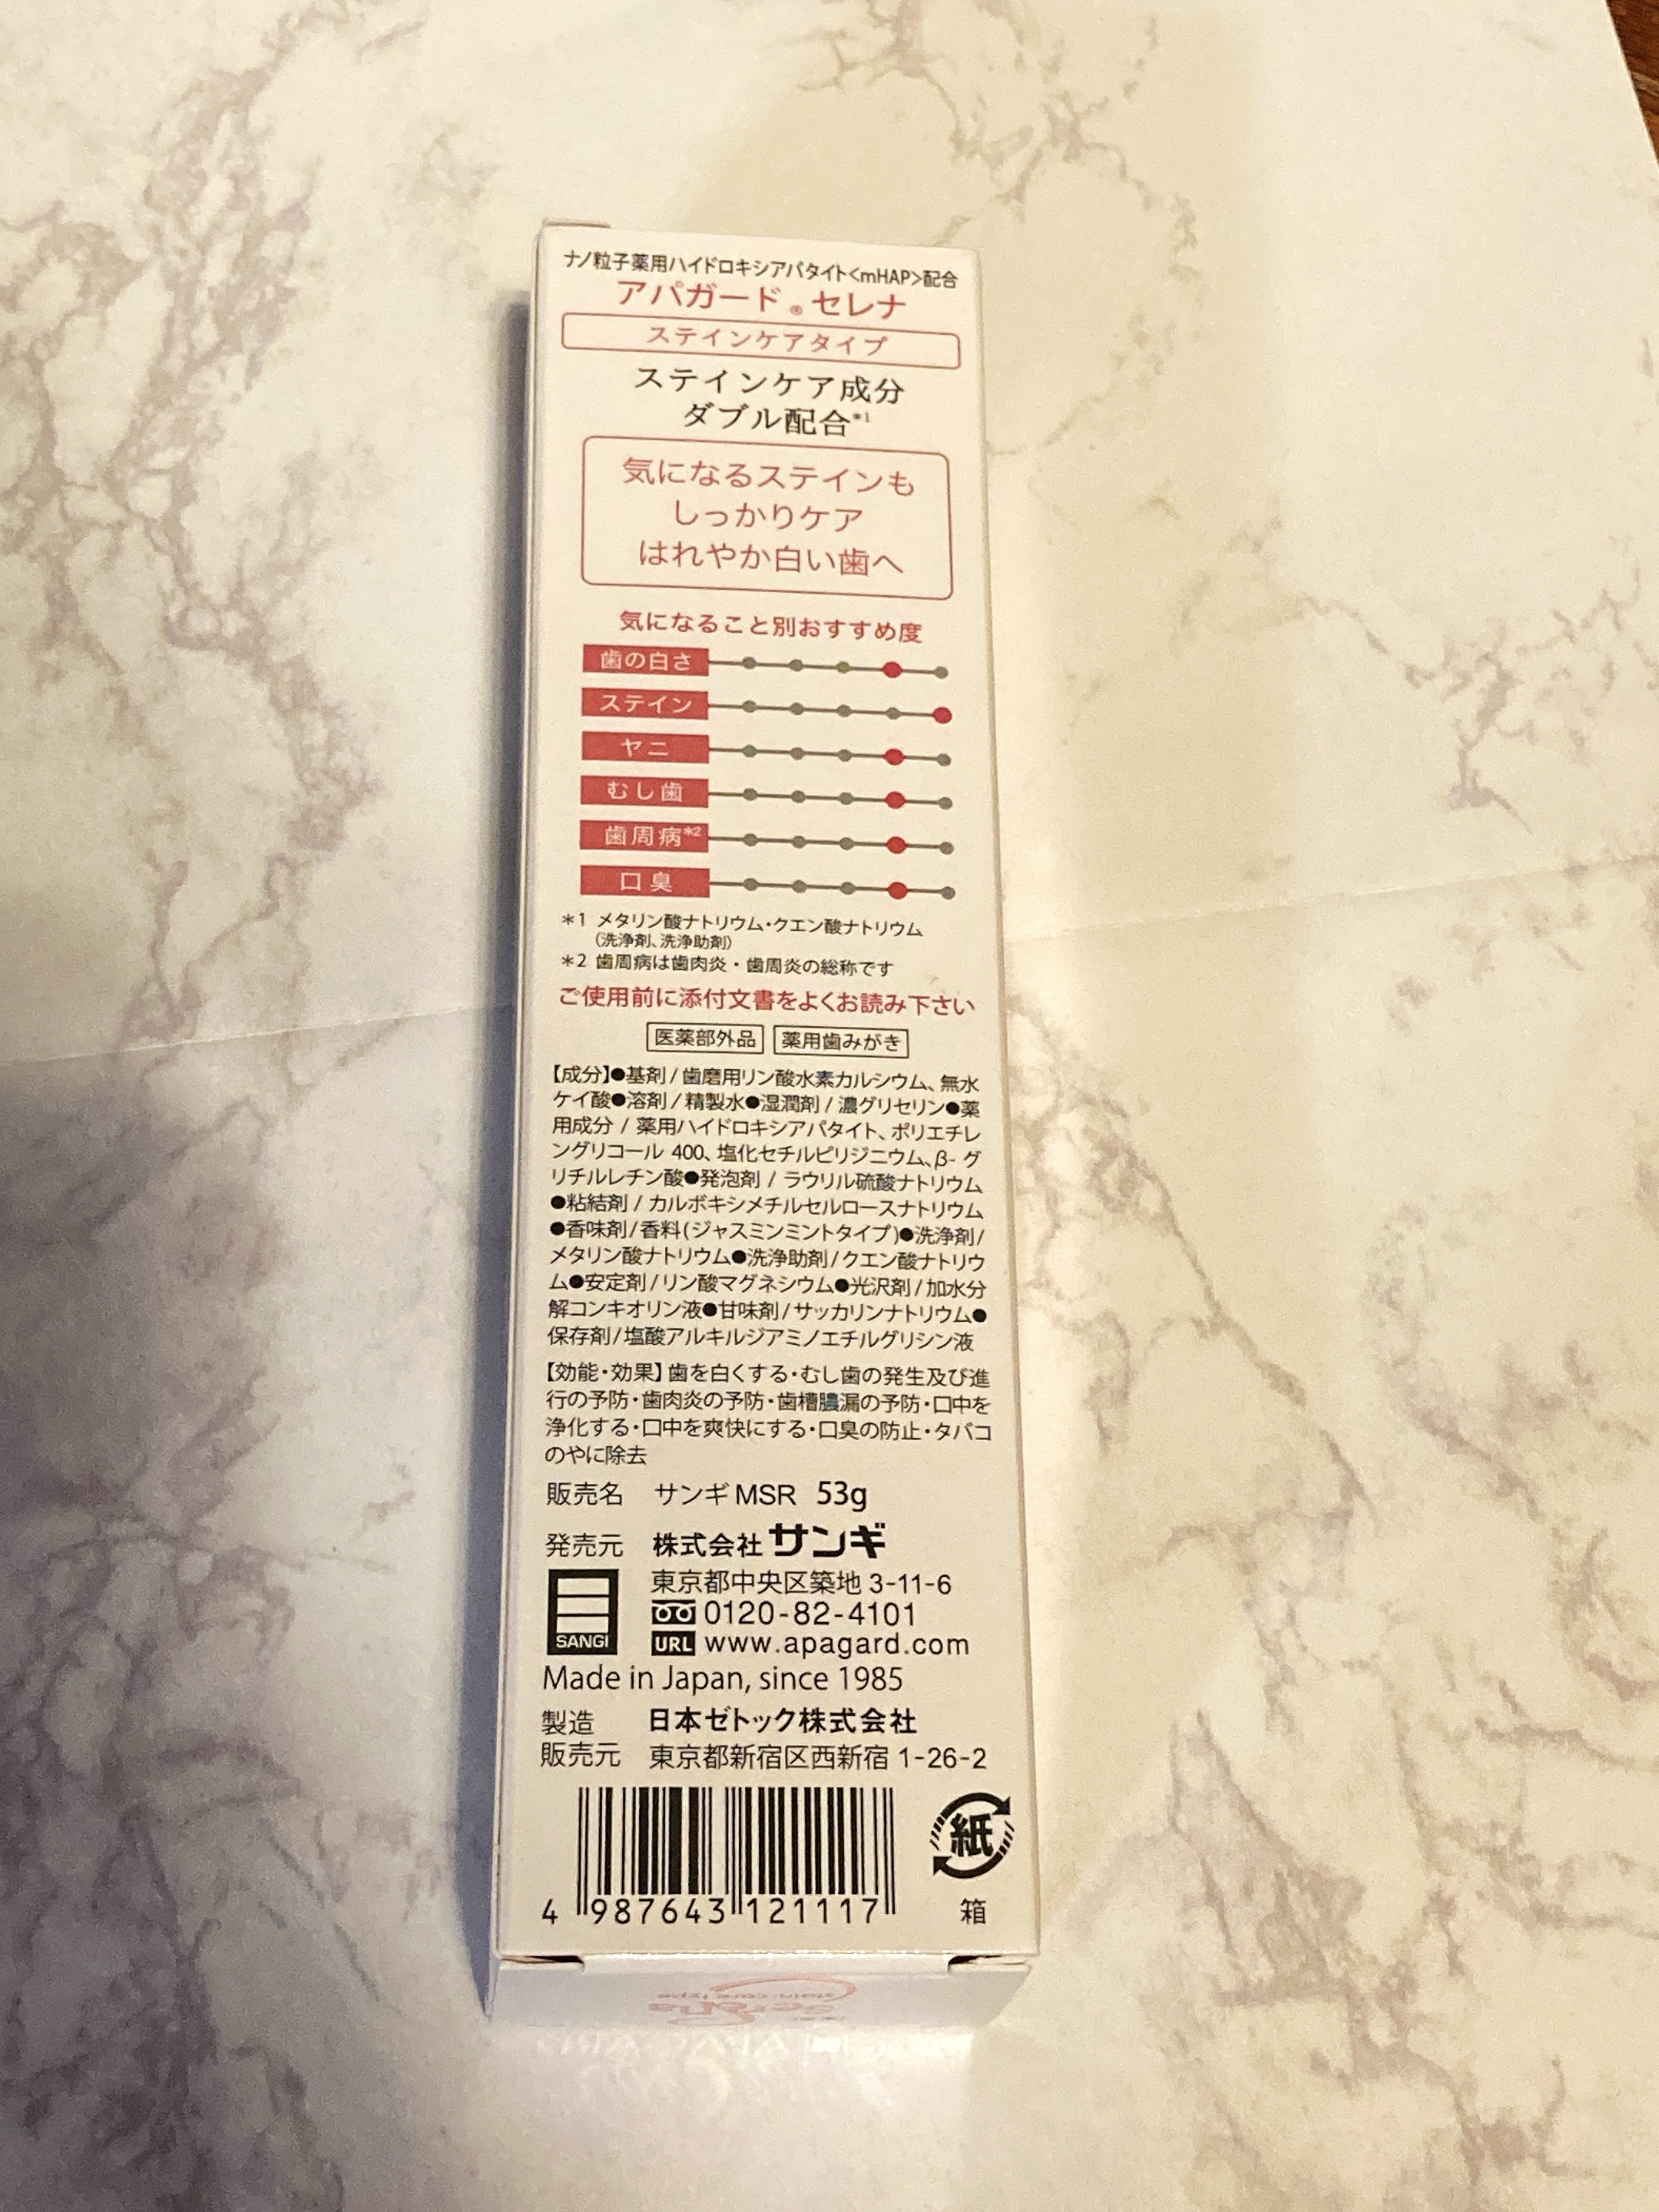 ナノ粒子薬用ハイドロキシアパタイト<mHAP>配合
アパガード®セレナ
ステインケアタイプ
ステインケア成分
ダブル配合*1
気になるステインも
しっかりケア
はれやか白い歯へ
気になること別おすすめ度
歯の白さ
ステイン
ヤニ
むし歯
歯周病*2
口臭
*1 メタリン酸ナトリウム・クエン酸ナトリウム
(洗浄剤、洗浄助剤)
*2 歯周病は歯肉炎・歯周炎の総称です
ご使用前に添付文書をよくお読み下さい
医薬部外品 薬用歯みがき
【成分】●基剤/歯磨用リン酸水素カルシウム、無水
ケイ酸●溶剤/精製水●湿潤剤/濃グリセリン●薬
用成分/薬用ハイドロキシアパタイト、ポリエチレ
ングリコール 400、塩化セチルピリジニウム、β-グ
リチルレチン酸●発泡剤/ラウリル硫酸ナトリウム
●粘結剤/カルボキシメチルセルロースナトリウム
●香味剤/香料(ジャスミンミントタイプ)●洗浄剤/
メタリン酸ナトリウム●洗浄助剤/クエン酸ナトリウ
ム●安定剤/リン酸マグネシウム●光沢剤/加水分
解コンキオリン液●甘味剤/サッカリンナトリウム●
保存剤/塩酸アルキルジアミノエチルグリシン液
【効能・効果】歯を白くする・むし歯の発生及び進
行の予防・歯肉炎の予防・歯槽膿漏の予防・口中を
浄化する・口中を爽快にする・口臭の防止・タバコ
のやに除去
販売名 サンギMSR 53g
発売元 株式会社サンギ
東京都中央区築地 3-11-6
0120-82-4101
SANGI
URL www.apagard.com
Made in Japan, since 1985
製造 日本ゼトック株式会社
販売元 東京都新宿区西新宿 1-26-2
紙
4 987643 121117
箱
Serena
stain-care type